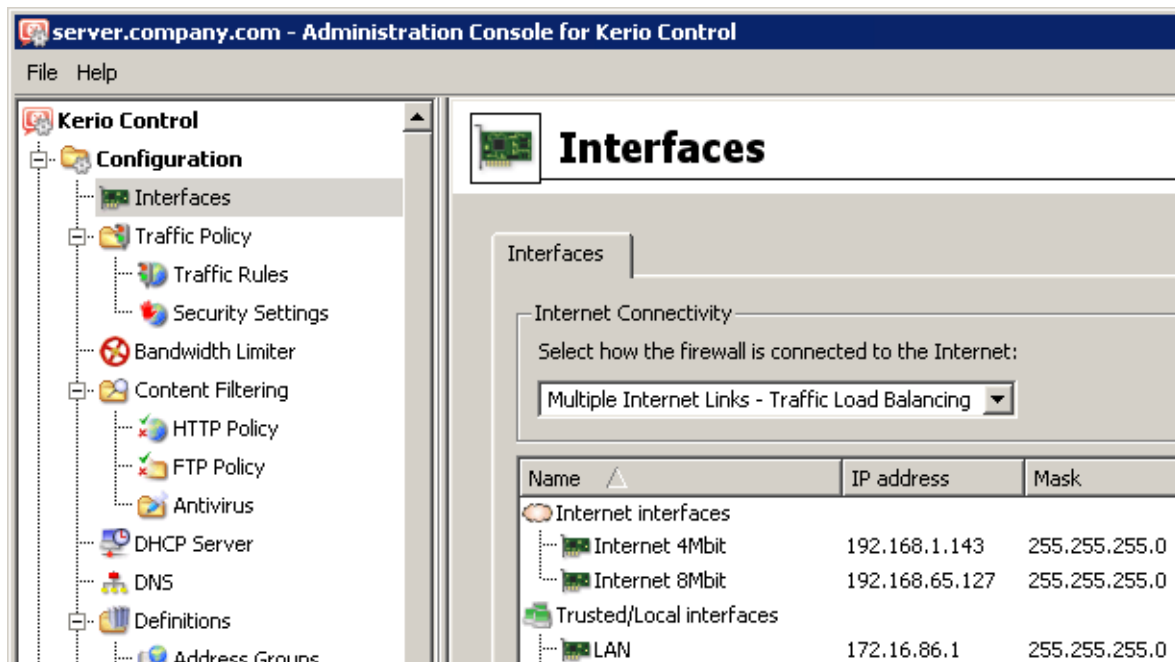 server.company.com - Administration Console for Kerio Control
File Help
Kerio Control
Configuration
Interfaces
Traffic Policy
Traffic Rules
Security Settings
Bandwidth Limiter
Content Filtering
HTTP Policy
FTP Policy
Antivirus
DHCP Server
DNS
Definitions
Address Groups
Interfaces
Interfaces
Internet Connectivity
Select how the firewall is connected to the Internet:
Multiple Internet Links - Traffic Load Balancing
Name IP address Mask
Internet interfaces
Internet 4Mbit 192.168.1.143 255.255.255.0
Internet 8Mbit 192.168.65.127 255.255.255.0
Trusted/Local interfaces
LAN 172.16.86.1 255.255.255.0